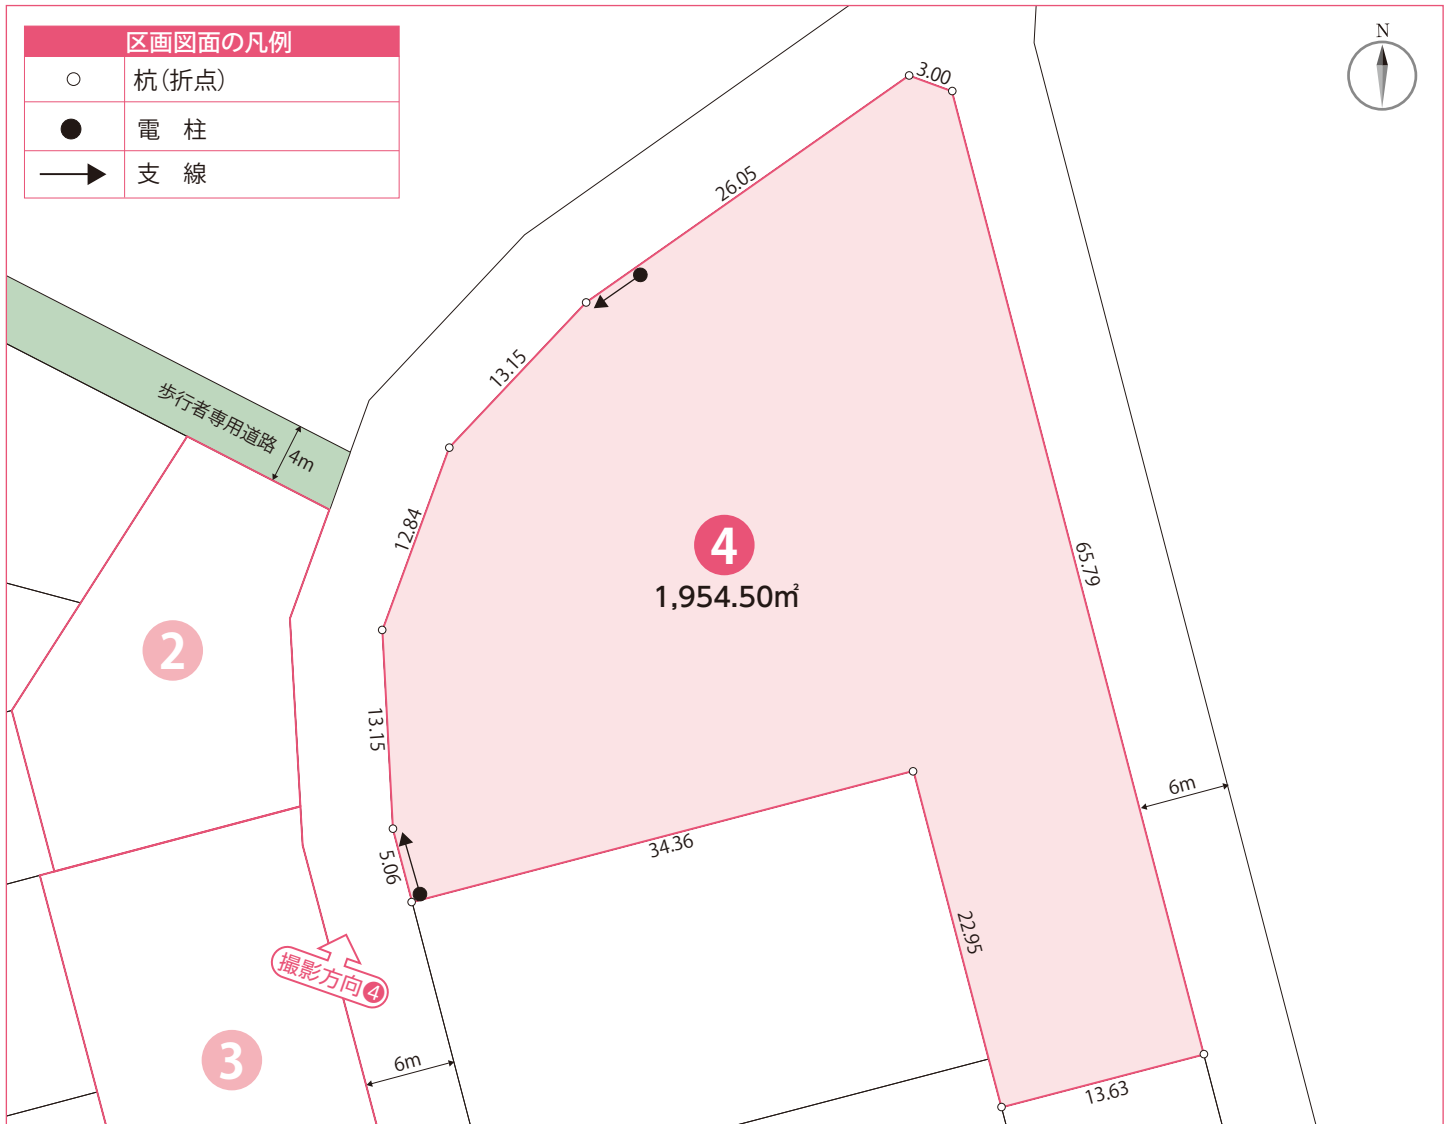 区画図面の凡例
杭(折点)
電 柱
支 線
N
3.00
26.05
13.15
12.84
13.15
5.06
34.36
22.95
13.63
65.79
6m
歩行者専用道路
4m
4
1,954.50㎡
2
3
撮影方向4
6m